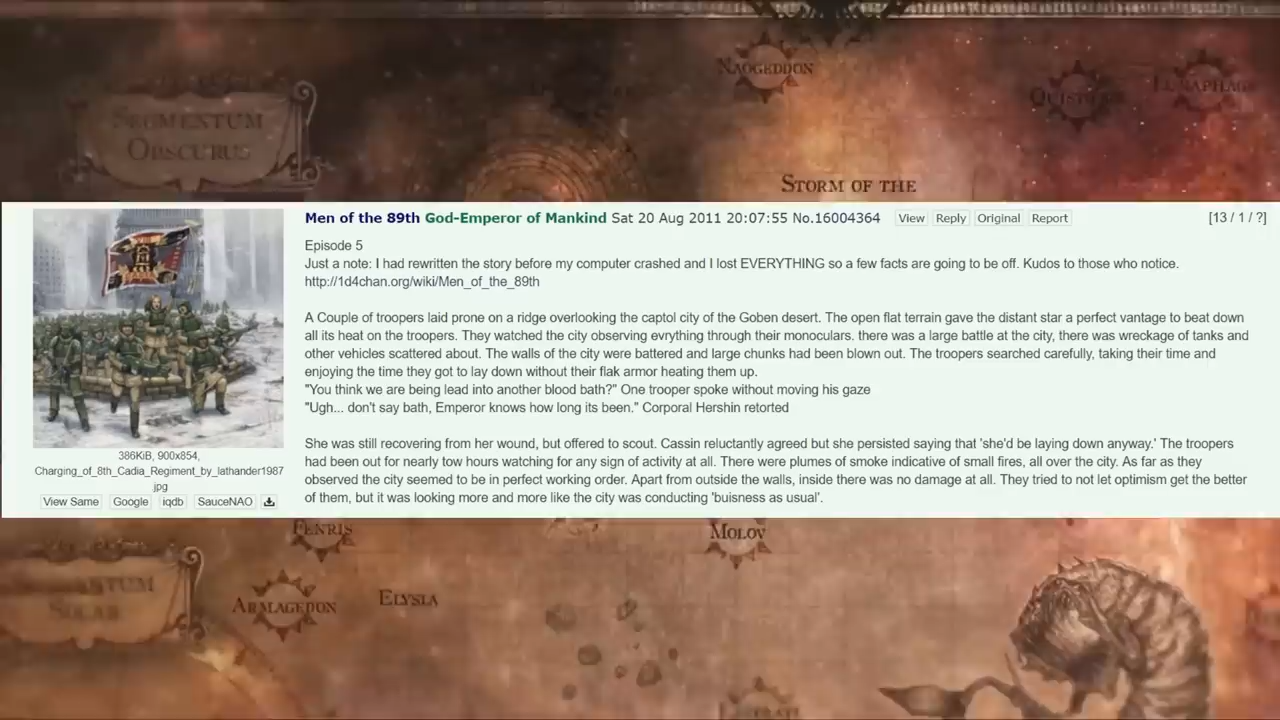 NAOGEDDON
SEGMENTUM
OBSCURUS
STORM OF THE
Men of the 89th God-Emperor of Mankind Sat 20 Aug 2011 20:07:55 No.16004364 View Reply Original Report [13 / 1 / ?]
Episode 5
Just a note: I had rewritten the story before my computer crashed and I lost EVERYTHING so a few facts are going to be off. Kudos to those who notice.
http://1d4chan.org/wiki/Men_of_the_89th
A Couple of troopers laid prone on a ridge overlooking the captol city of the Goben desert. The open flat terrain gave the distant star a perfect vantage to beat down
all its heat on the troopers. They watched the city observing evrything through their monoculars. there was a large battle at the city, there was wreckage of tanks and
other vehicles scattered about. The walls of the city were battered and large chunks had been blown out. The troopers searched carefully, taking their time and
enjoying the time they got to lay down without their flak armor heating them up.
"You think we are being lead into another blood bath?" One trooper spoke without moving his gaze
"Ugh... don't say bath, Emperor knows how long its been." Corporal Hershin retorted
She was still recovering from her wound, but offered to scout. Cassin reluctantly agreed but she persisted saying that 'she'd be laying down anyway.' The troopers
had been out for nearly tow hours watching for any sign of activity at all. There were plumes of smoke indicative of small fires, all over the city. As far as they
observed the city seemed to be in perfect working order. Apart from outside the walls, inside there was no damage at all. They tried to not let optimism get the better
of them, but it was looking more and more like the city was conducting 'buisness as usual'.
386KiB, 900x854,
Charging_of_8th_Cadia_Regiment_by_lathander1987
jpg
View Same Google iqdb SauceNAO
FENRIS
MOLOV
SOLAR
ARMAGEDON
ELYSIA